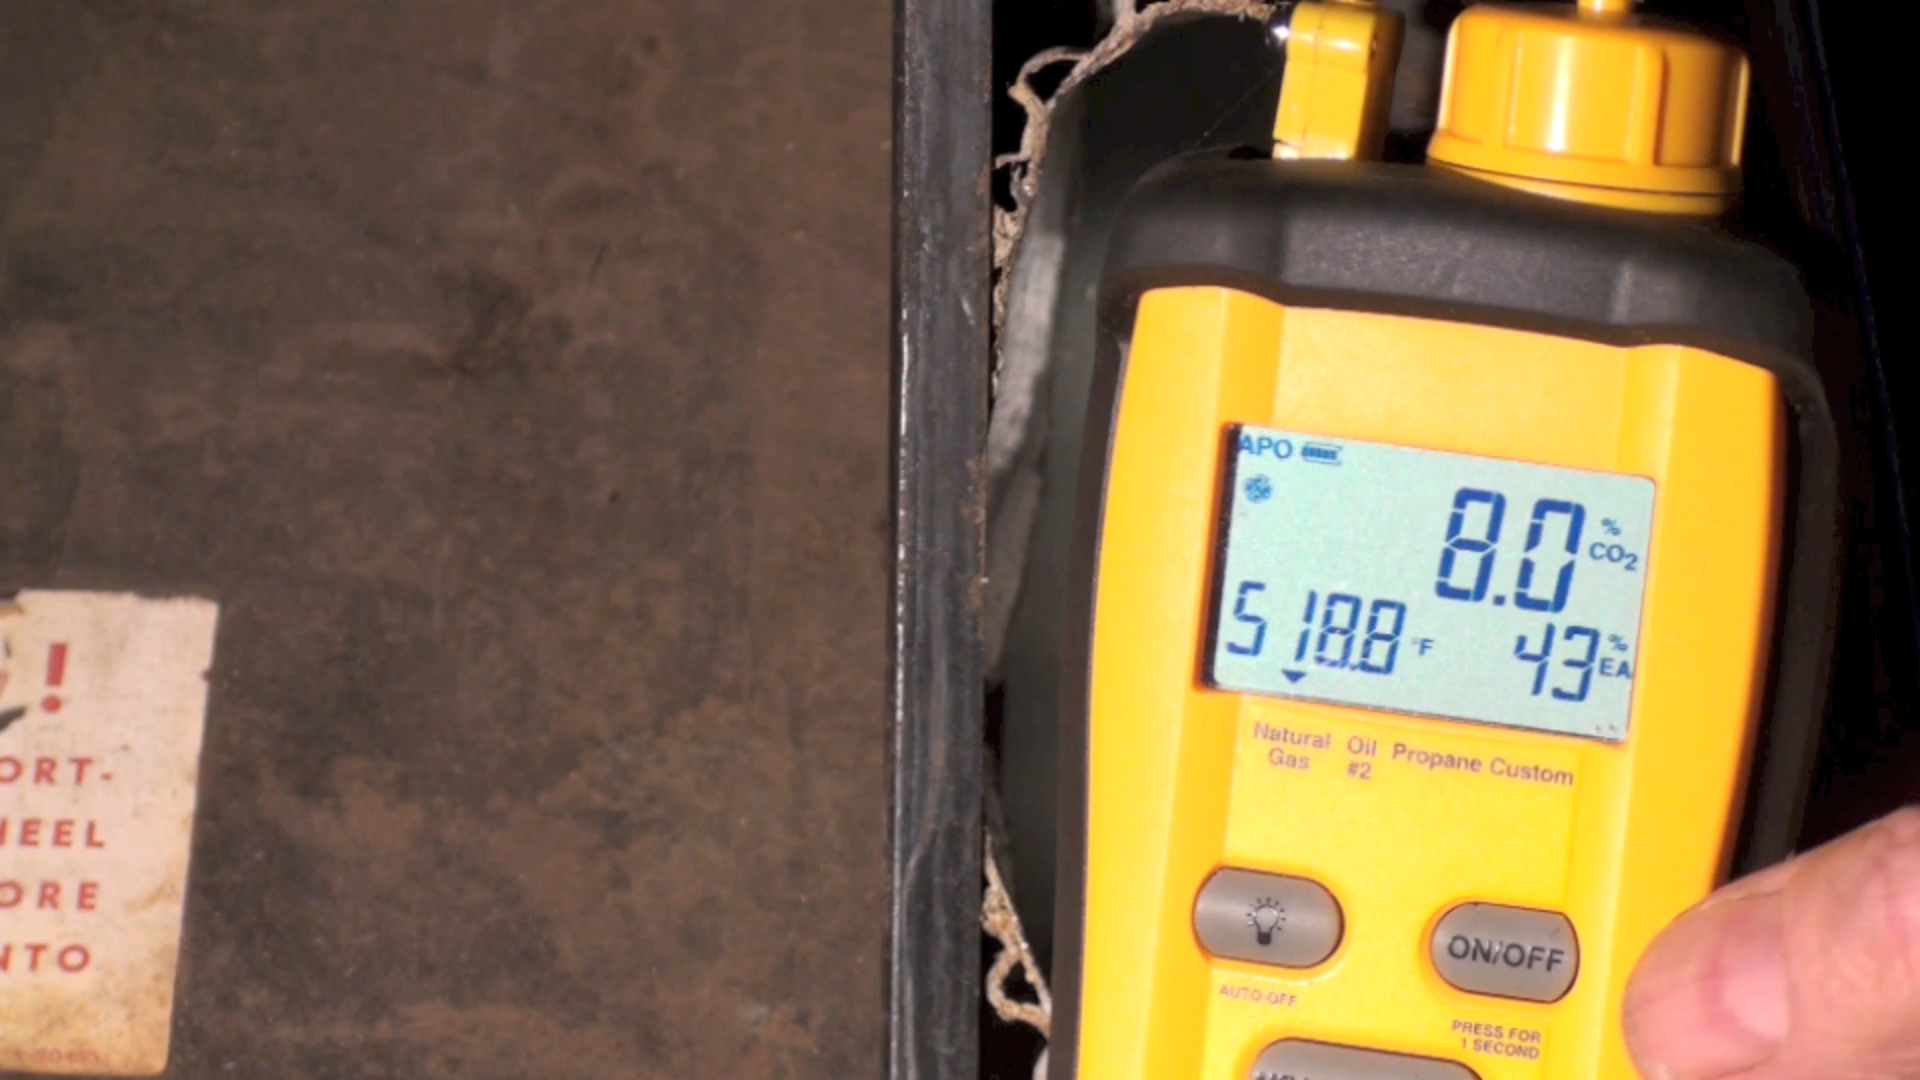 !
ORT-
HEEL
ORE
NTO
APO
8.0 % CO2
518.8 °F 43 % EA
Natural Oil Propane Custom
Gas #2
ON/OFF
AUTO-OFF
PRESS FOR
1 SECOND